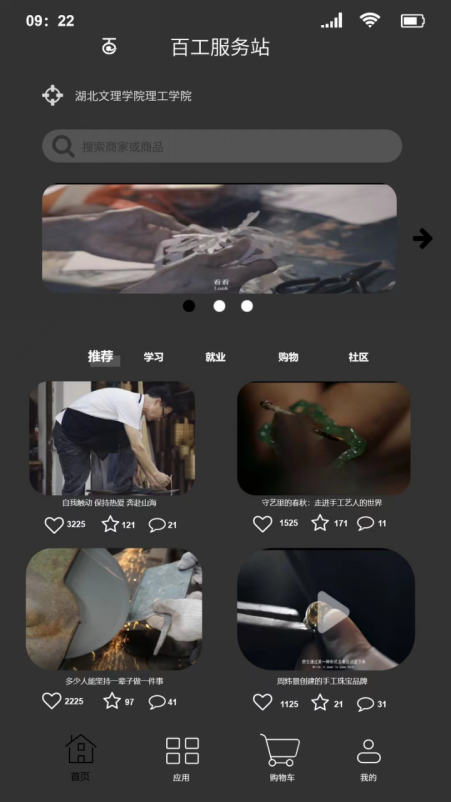 09：22
百工服务站
湖北文理学院理工学院
搜索商家或商品
看看
Look
推荐 学习 就业 购物 社区
自我触动 保持热爱 奔赴山海
守艺里的春秋：走进手工艺人的世界
3225 121 21
1525 171 11
多少人能坚持一辈子做一件事
周韩景创建的手工珠宝品牌
2225 97 41
1125 21 31
首页 应用 购物车 我的